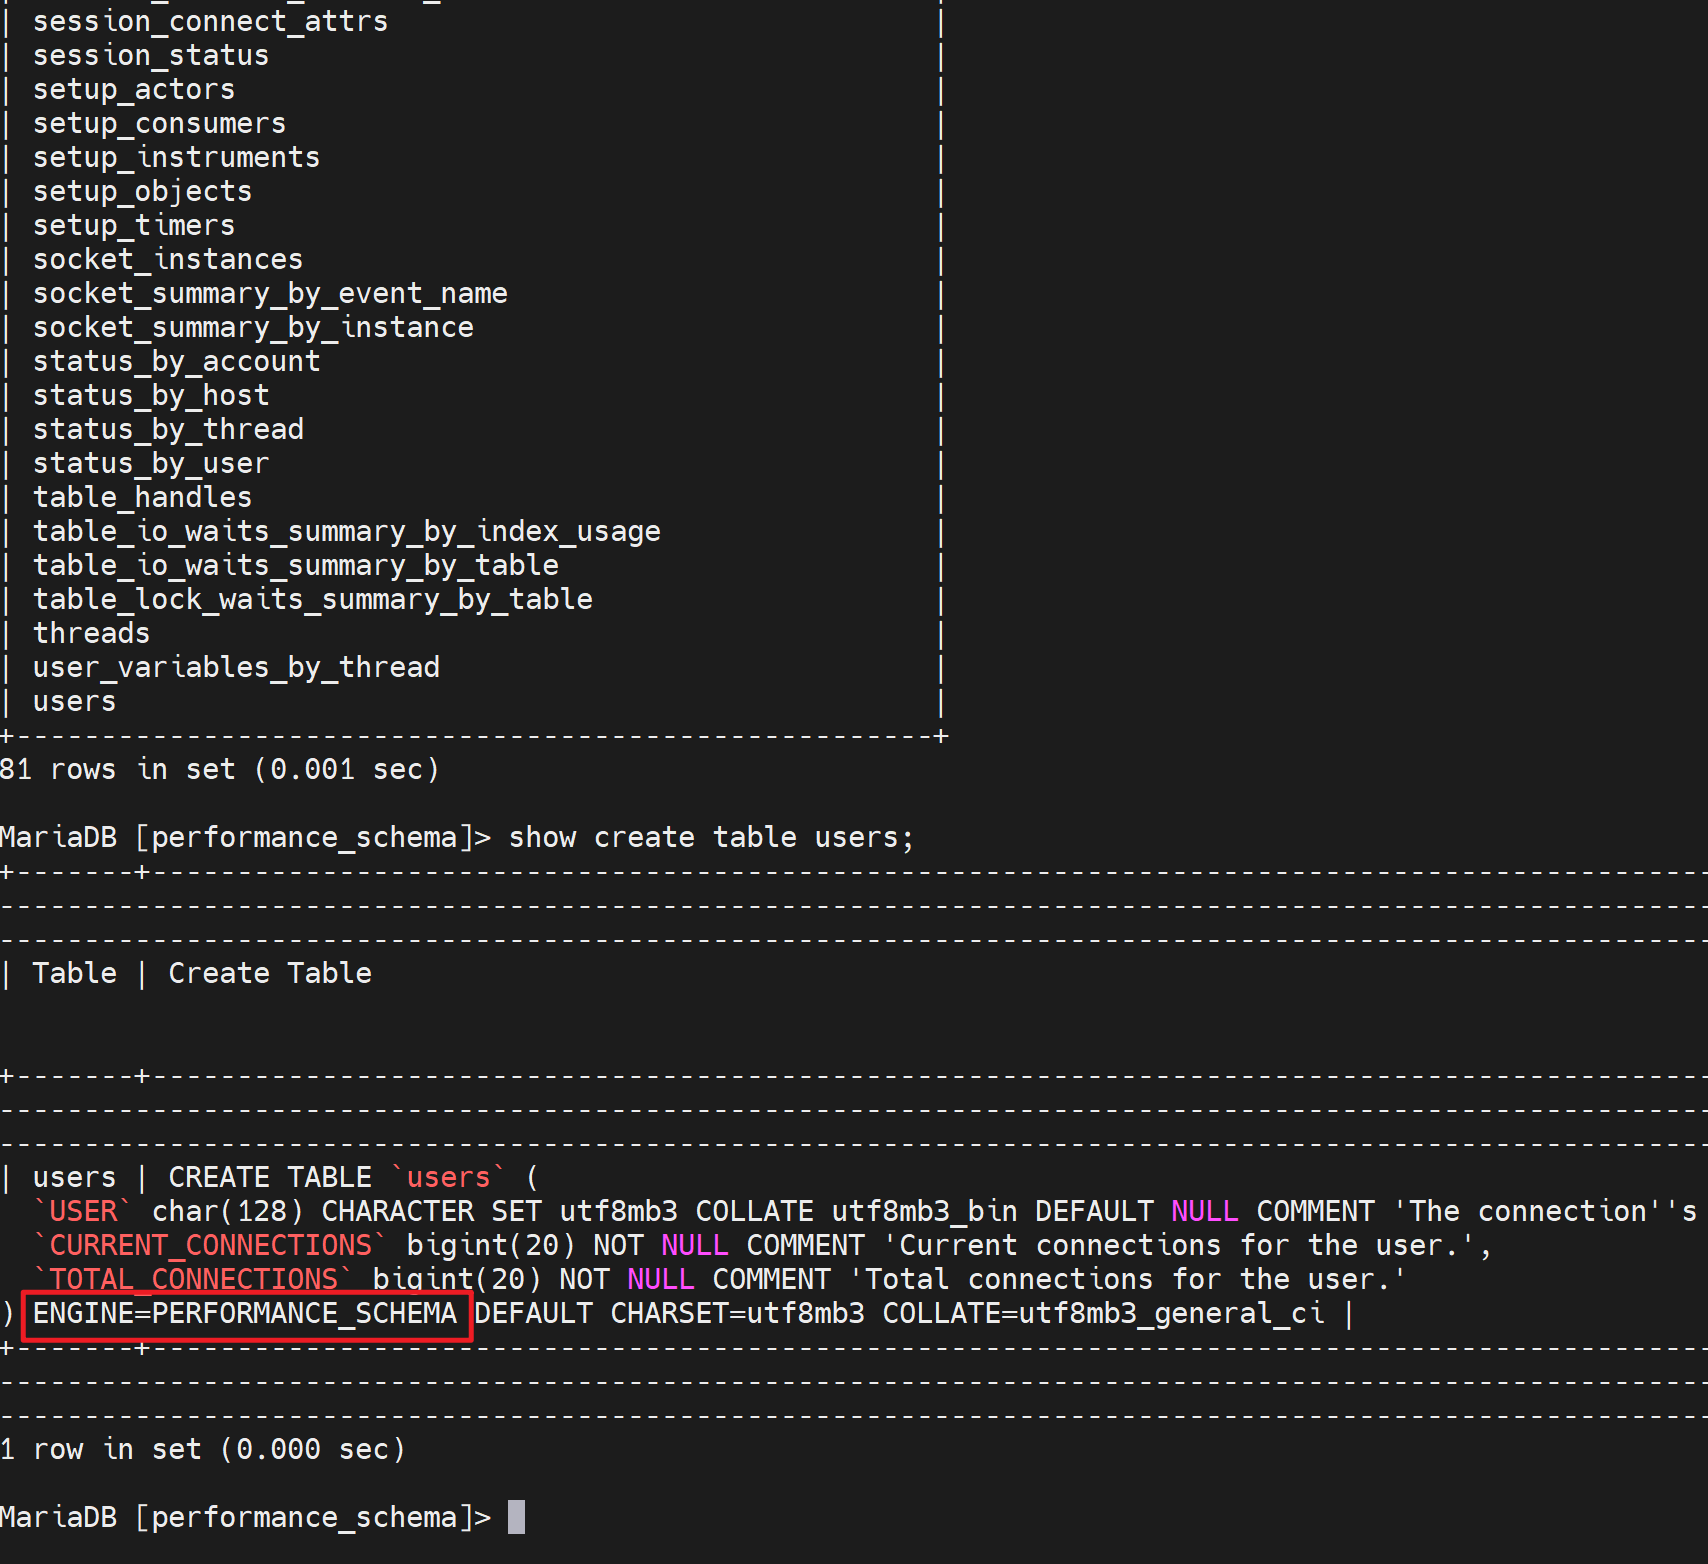 | session_connect_attrs |
| session_status |
| setup_actors |
| setup_consumers |
| setup_instruments |
| setup_objects |
| setup_timers |
| socket_instances |
| socket_summary_by_event_name |
| socket_summary_by_instance |
| status_by_account |
| status_by_host |
| status_by_thread |
| status_by_user |
| table_handles |
| table_io_waits_summary_by_index_usage |
| table_io_waits_summary_by_table |
| table_lock_waits_summary_by_table |
| threads |
| user_variables_by_thread |
| users |
+------------------------------------------------------+
81 rows in set (0.001 sec)
MariaDB [performance_schema]> show create table users;
+-------+--------------------------------------------------------------------------------------------
-----------------------------------------------------------------------------------------------------
-----------------------------------------------------------------------------------------------------
| Table | Create Table
+-------+--------------------------------------------------------------------------------------------
-----------------------------------------------------------------------------------------------------
-----------------------------------------------------------------------------------------------------
| users | CREATE TABLE `users` (
`USER` char(128) CHARACTER SET utf8mb3 COLLATE utf8mb3_bin DEFAULT NULL COMMENT 'The connection''s
`CURRENT_CONNECTIONS` bigint(20) NOT NULL COMMENT 'Current connections for the user.',
`TOTAL_CONNECTIONS` bigint(20) NOT NULL COMMENT 'Total connections for the user.'
) ENGINE=PERFORMANCE_SCHEMA DEFAULT CHARSET=utf8mb3 COLLATE=utf8mb3_general_ci |
+-------+--------------------------------------------------------------------------------------------
-----------------------------------------------------------------------------------------------------
-----------------------------------------------------------------------------------------------------
1 row in set (0.000 sec)
MariaDB [performance_schema]>